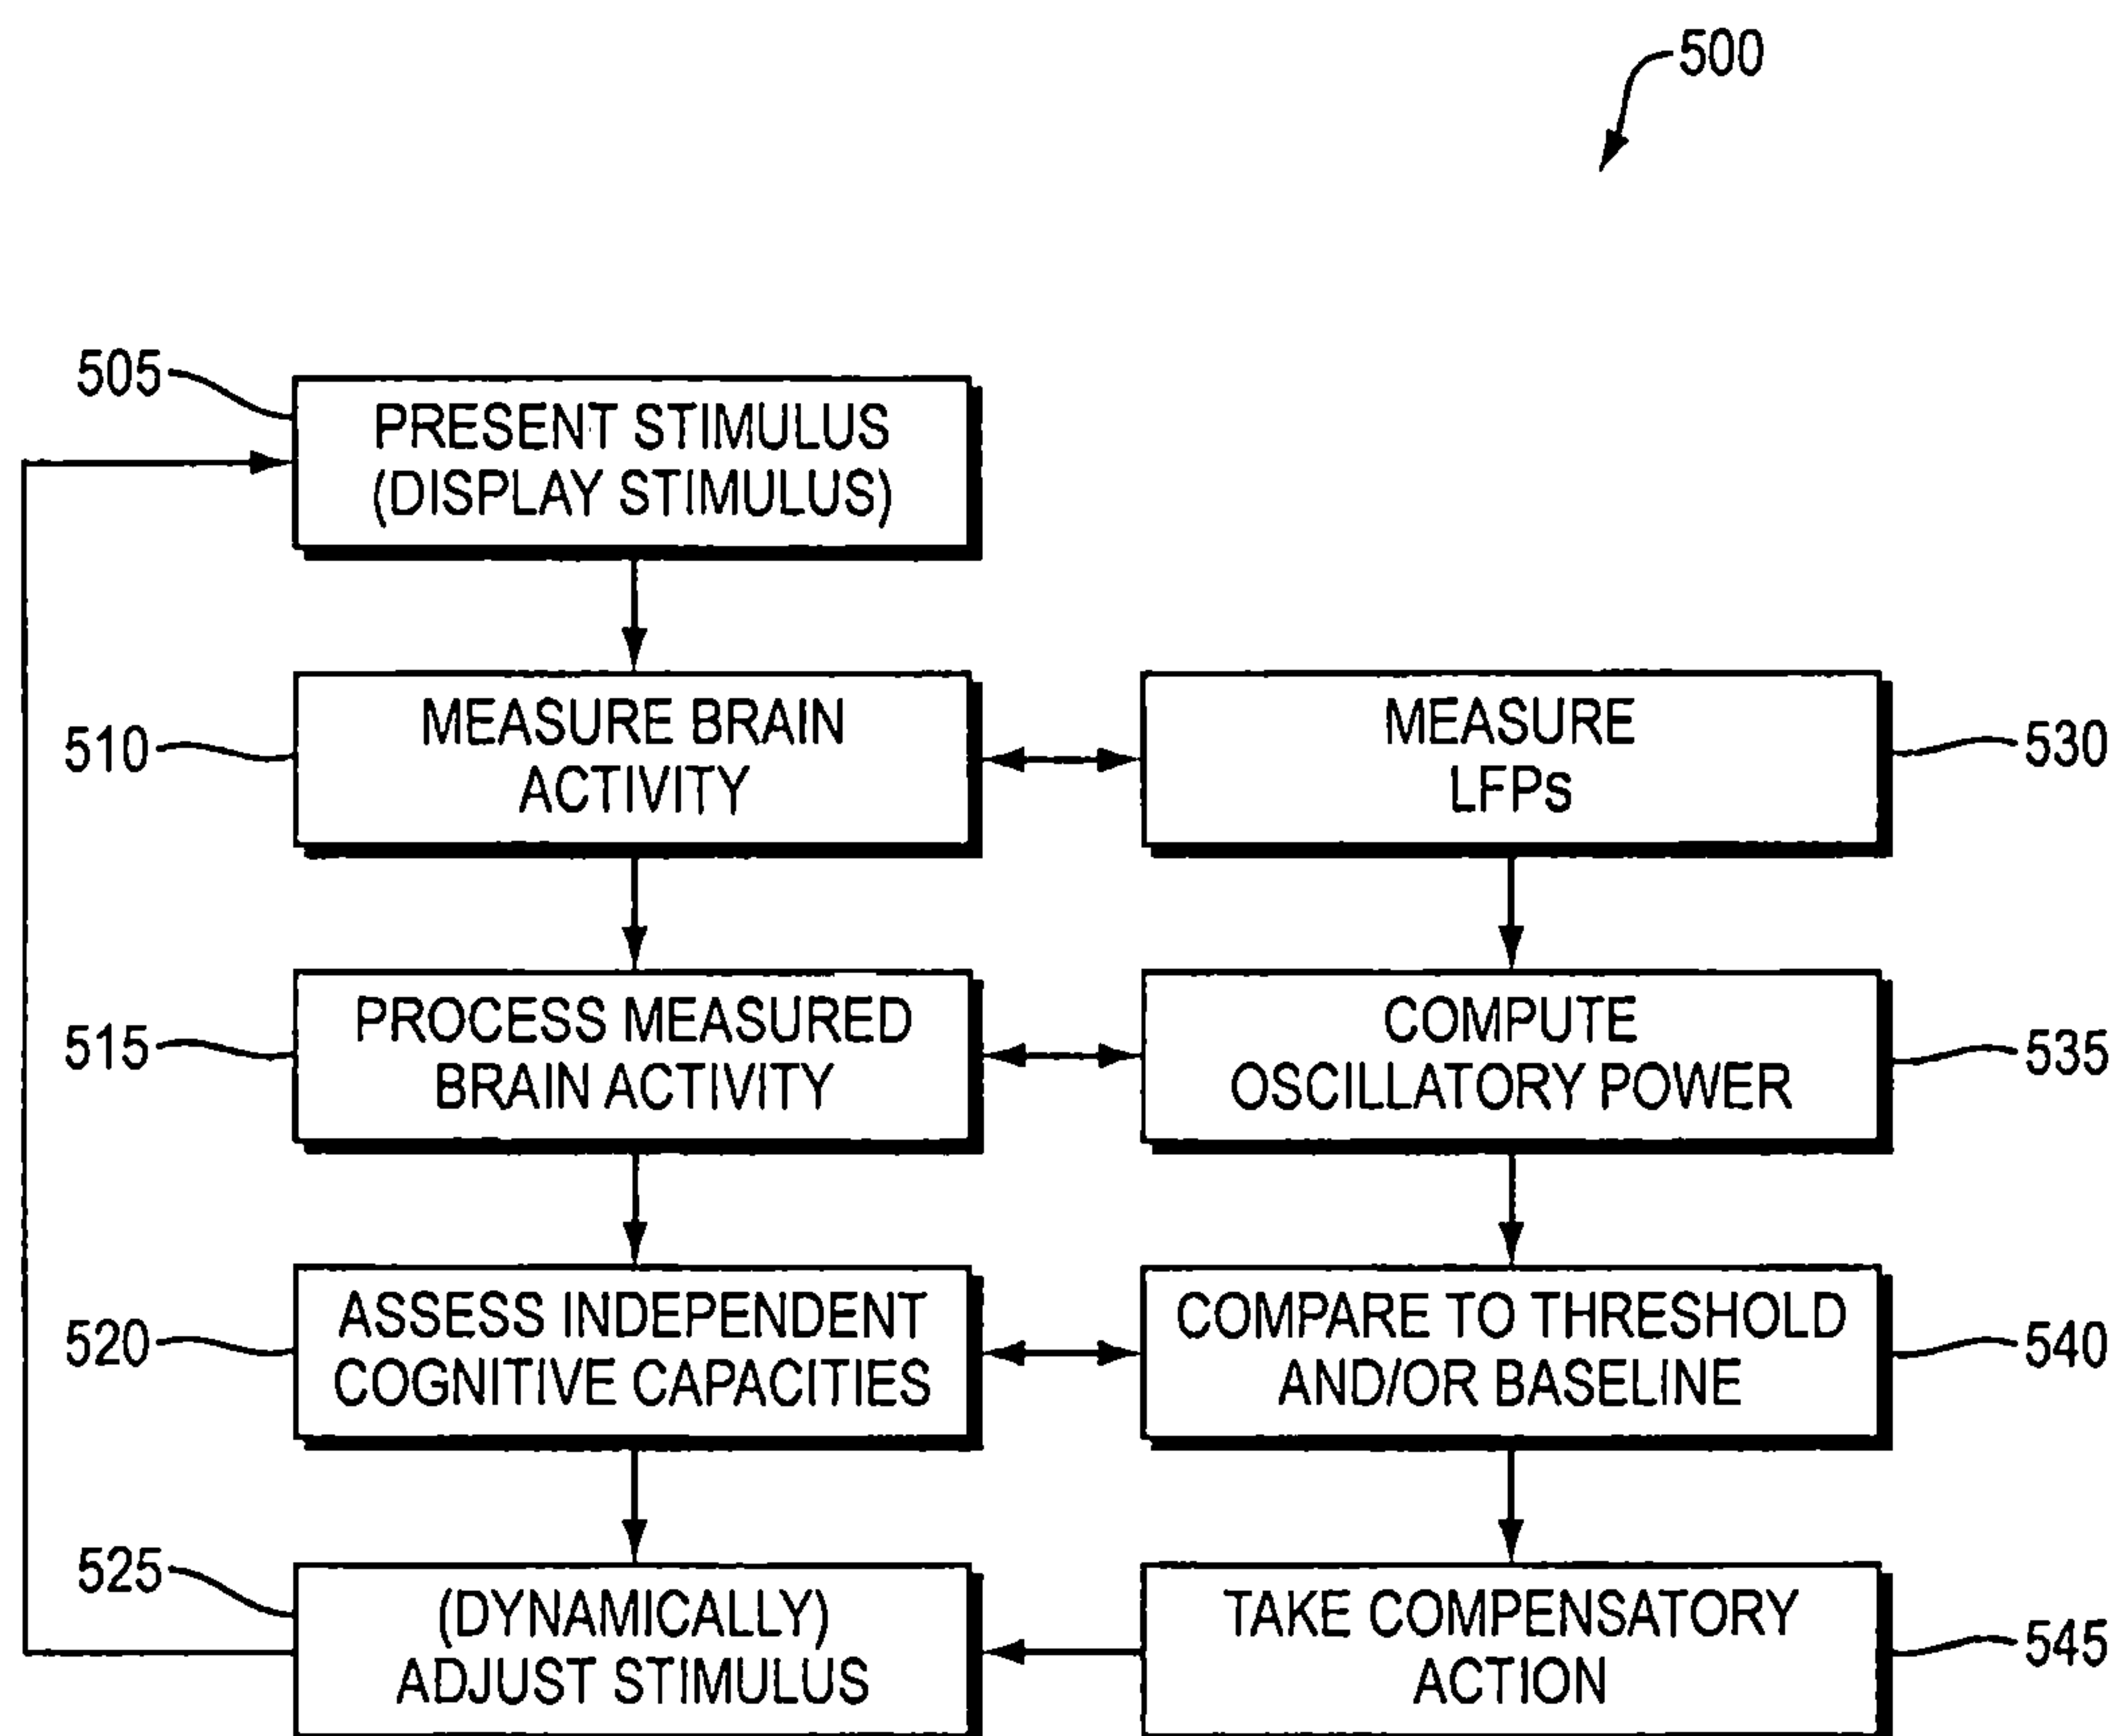 500
505
PRESENT STIMULUS
(DISPLAY STIMULUS)
510
MEASURE BRAIN
ACTIVITY
MEASURE
LFPs
530
515
PROCESS MEASURED
BRAIN ACTIVITY
COMPUTE
OSCILLATORY POWER
535
520
ASSESS INDEPENDENT
COGNITIVE CAPACITIES
COMPARE TO THRESHOLD
AND/OR BASELINE
540
525
(DYNAMICALLY)
ADJUST STIMULUS
TAKE COMPENSATORY
ACTION
545